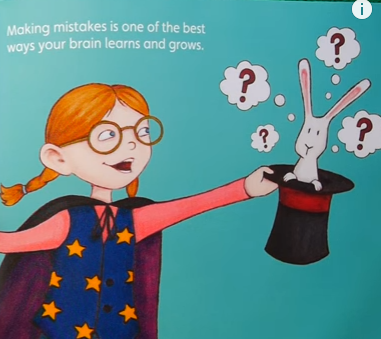 Making mistakes is one of the best
ways your brain learns and grows.
?
?
?
?
i